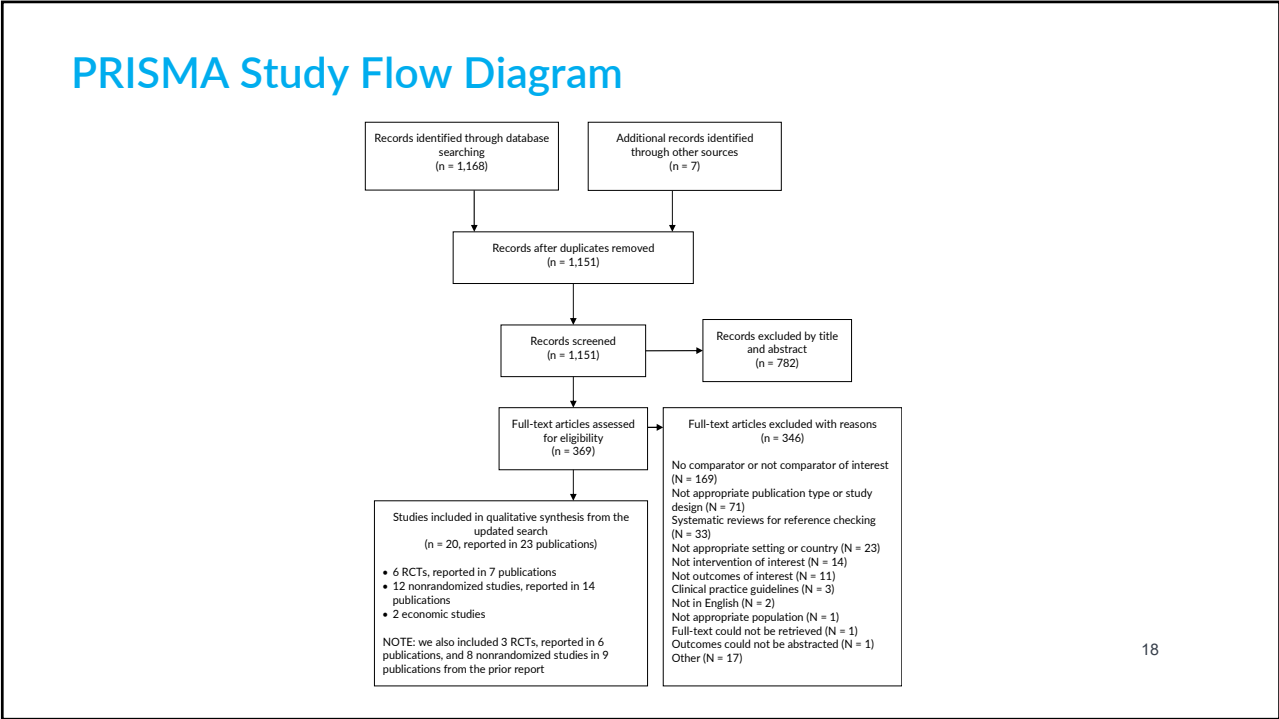 PRISMA Study Flow Diagram
Records identified through database
searching
(n = 1,168)
Additional records identified
through other sources
(n = 7)
Records after duplicates removed
(n = 1,151)
Records screened
(n = 1,151)
Records excluded by title
and abstract
(n = 782)
Full-text articles assessed
for eligibility
(n = 369)
Full-text articles excluded with reasons
(n = 346)
No comparator or not comparator of interest
(N = 169)
Not appropriate publication type or study
design (N = 71)
Systematic reviews for reference checking
(N = 33)
Not appropriate setting or country (N = 23)
Not intervention of interest (N = 14)
Not outcomes of interest (N = 11)
Clinical practice guidelines (N = 3)
Not in English (N = 2)
Not appropriate population (N = 1)
Full-text could not be retrieved (N = 1)
Outcomes could not be abstracted (N = 1)
Other (N = 17)
Studies included in qualitative synthesis from the
updated search
(n = 20, reported in 23 publications)
• 6 RCTs, reported in 7 publications
• 12 nonrandomized studies, reported in 14
publications
• 2 economic studies
NOTE: we also included 3 RCTs, reported in 6
publications, and 8 nonrandomized studies in 9
publications from the prior report
18